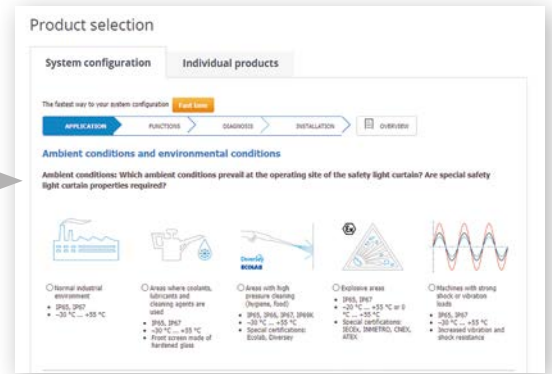 Product selection
System configuration
Individual products
The fastest way to your system configuration Fast lane
APPLICATION
FUNCTIONS
DIAGNOSIS
INSTALLATION
OVERVIEW
Ambient conditions and environmental conditions
Ambient conditions: Which ambient conditions prevail at the operating site of the safety light curtain? Are special safety
light curtain properties required?
Diversey
ECOLAB
Ex
Normal industrial
environment
• IP65, IP67
• -30 °C ... +55 °C
Areas where coolants,
lubricants and
cleaning agents are
used
• IP65, IP67
• -30 °C ... +55 °C
• Front screen made of
hardened glass
Areas with high
pressure cleaning
(hygiene, food)
• IP65, IP66, IP67, IP69K
• -30 °C ... +55 °C
• Special certifications:
Ecolab, Diversey
Explosive areas
• IP65, IP67
• -20 °C ... +55 °C or 0
°C ... +55 °C
• Special certifications:
IECEx, INMETRO, CNEX,
ATEX
Machines with strong
shock or vibration
loads
• IP65, IP67
• -30 °C ... +55 °C
• Increased vibration and
shock resistance